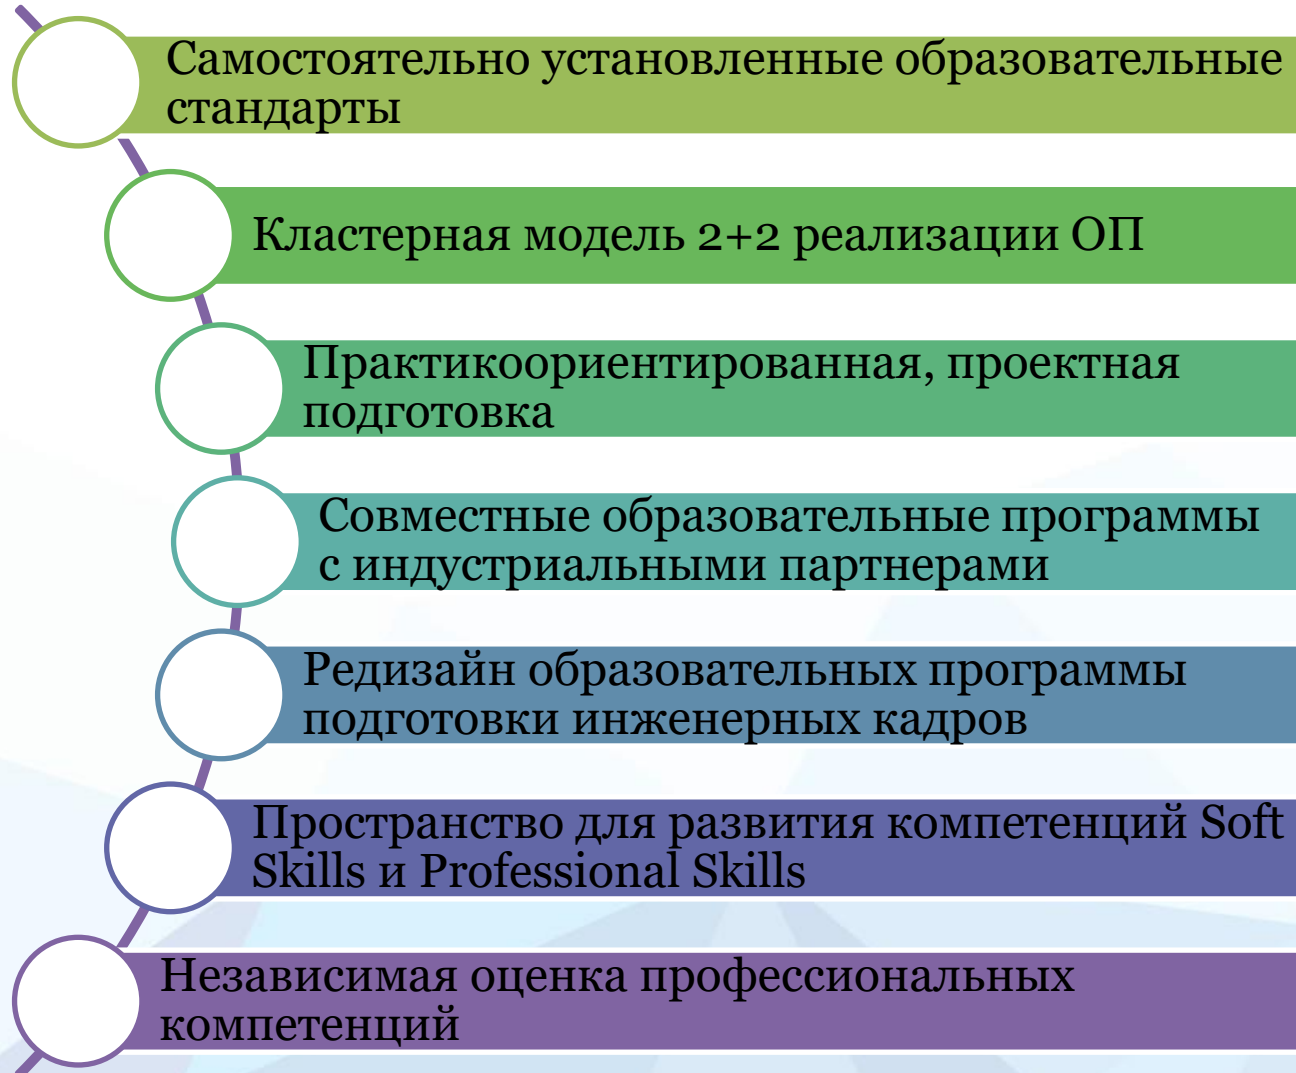 Самостоятельно установленные образовательные
стандарты
Кластерная модель 2+2 реализации ОП
Практикоориентированная, проектная
подготовка
Совместные образовательные программы
с индустриальными партнерами
Редизайн образовательных программы
подготовки инженерных кадров
Пространство для развития компетенций Soft
Skills и Professional Skills
Независимая оценка профессиональных
компетенций